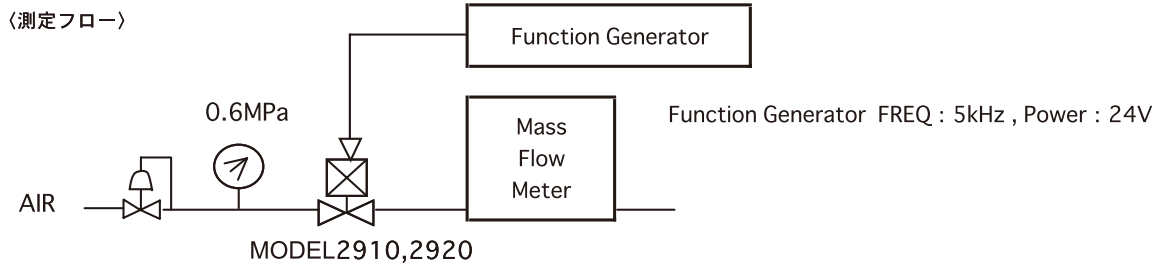 〈測定フロー〉
Function Generator
0.6MPa
Mass
Flow
Meter
Function Generator  FREQ : 5kHz , Power : 24V
AIR
MODEL2910,2920